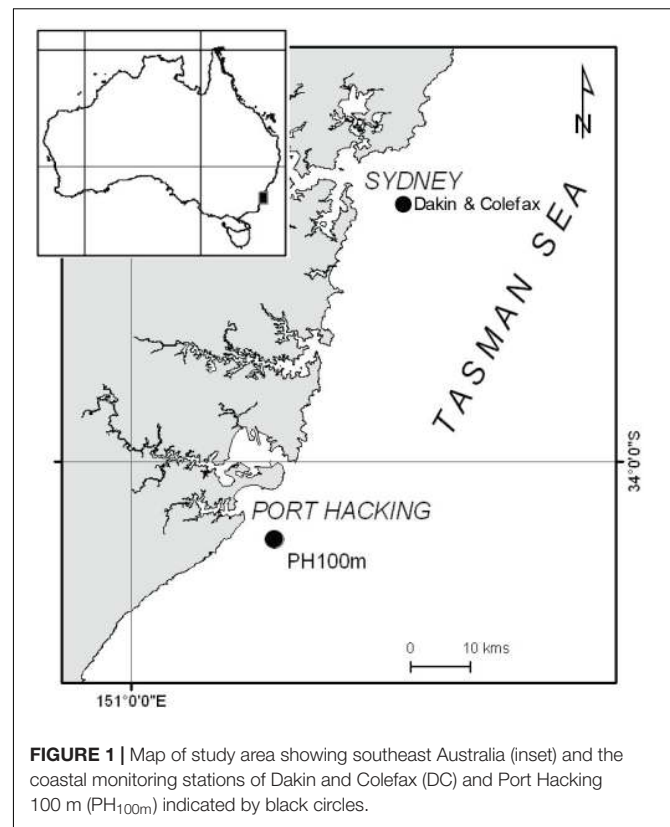 N
SYDNEY
Dakin & Colefax
TASMAN SEA
34°0'0"S
PORT HACKING
PH100m
0 10 kms
151°0'0"E
FIGURE 1 | Map of study area showing southeast Australia (inset) and the
coastal monitoring stations of Dakin and Colefax (DC) and Port Hacking
100 m (PH100m) indicated by black circles.